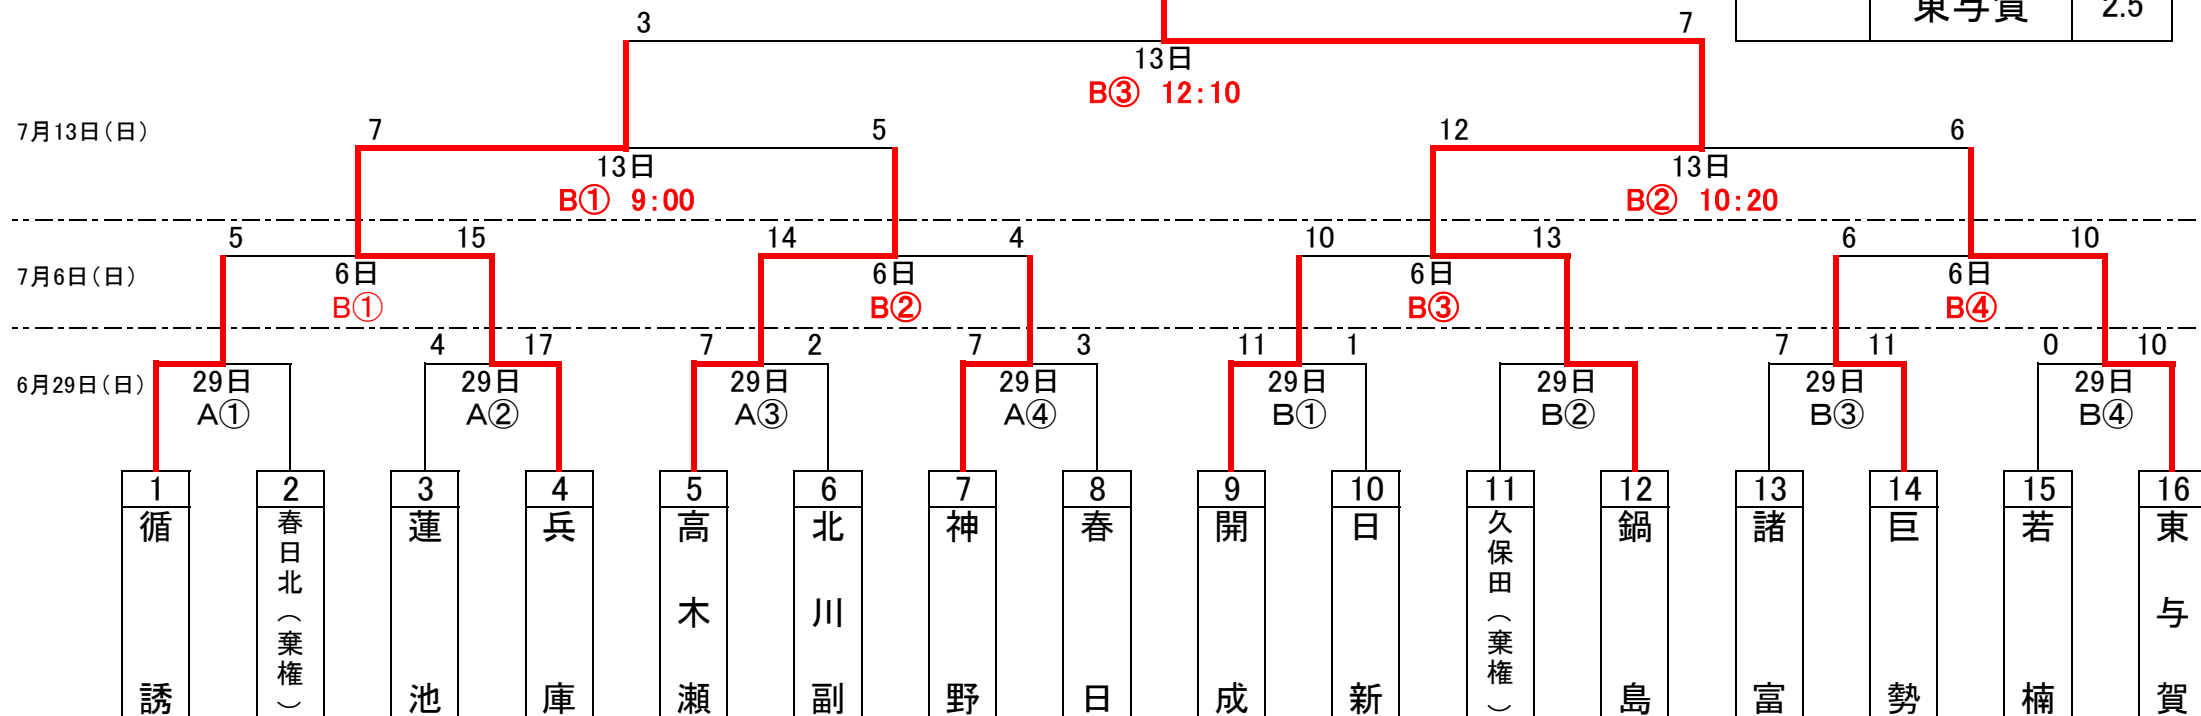 東与賀 2.5
3 7
13日
B③ 12:10
7月13日(日)
7 5 12 6
13日 13日
B① 9:00 B② 10:20
5 15 14 4 10 13 6 10
7月6日(日)
6日 6日 6日 6日
B① B② B③ B④
4 17 7 2 7 3 11 1 7 11 0 10
6月29日(日)
29日 29日 29日 29日 29日 29日 29日 29日
A① A② A③ A④ B① B② B③ B④
1 2 3 4 5 6 7 8 9 10 11 12 13 14 15 16
循誘
春日北(棄権)
蓮池
兵庫
高木瀬
北川副
神野
春日
開成
日新
久保田(棄権)
鍋島
諸富
巨勢
若楠
東与賀